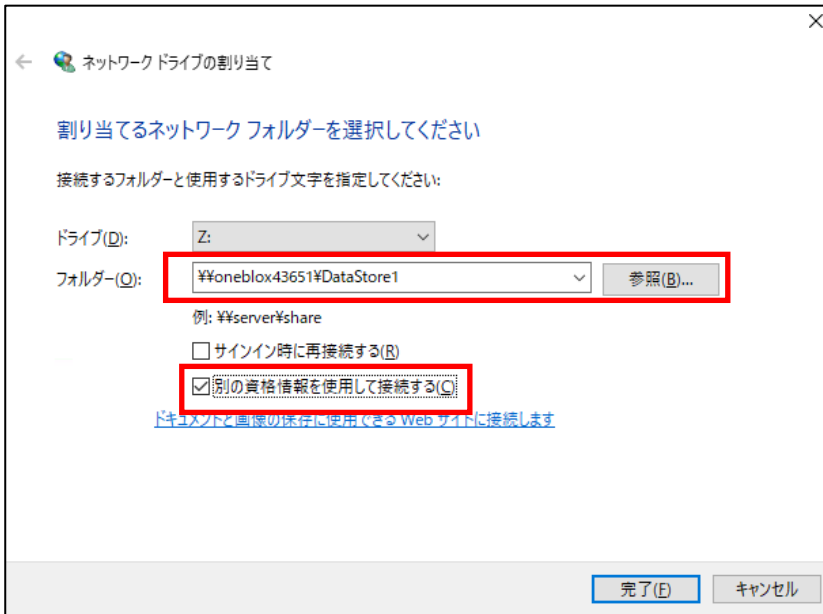 ネットワーク ドライブの割り当て
割り当てるネットワーク フォルダーを選択してください
接続するフォルダーと使用するドライブ文字を指定してください:
ドライブ(D): Z:
フォルダー(O): ¥¥oneblox43651¥DataStore1 参照(B)...
例: ¥¥server¥share
サインイン時に再接続する(R)
別の資格情報を使用して接続する(C)
ドキュメントと画像の保存に使用できる Web サイトに接続します
完了(F) キャンセル